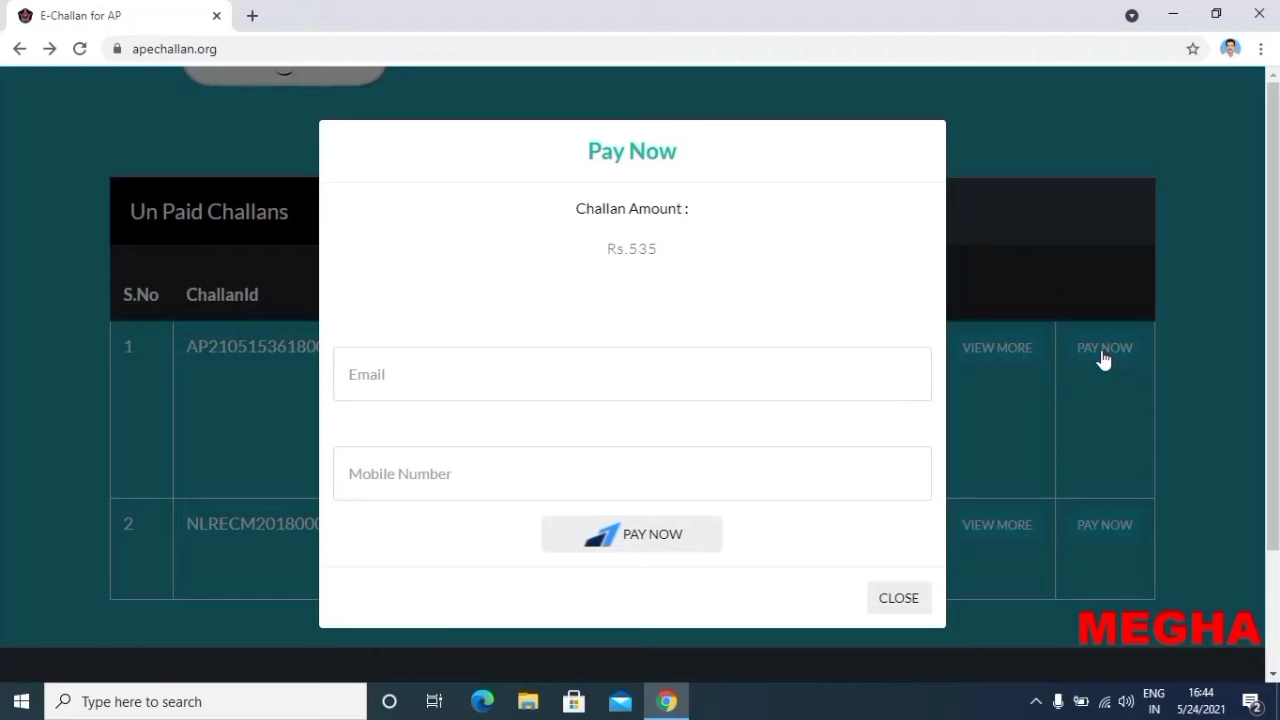 E-Challan for AP
apechallan.org
Pay Now
Challan Amount :
Rs.535
Un Paid Challans
S.No ChallanId
1 AP21051536180 VIEW MORE PAY NOW
Email
Mobile Number
2 NLRECM2018000 VIEW MORE PAY NOW
PAY NOW
CLOSE
MEGHA
Type here to search
ENG
IN
16:44
5/24/2021
2